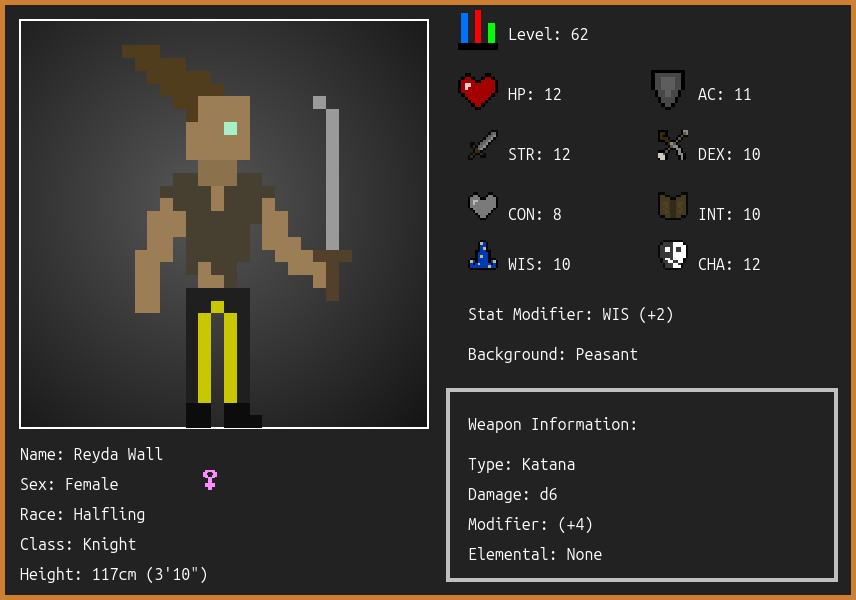 Level: 62
HP: 12
AC: 11
STR: 12
DEX: 10
CON: 8
INT: 10
WIS: 10
CHA: 12
Stat Modifier: WIS (+2)
Background: Peasant
Weapon Information:
Type: Katana
Damage: d6
Modifier: (+4)
Elemental: None
Name: Reyda Wall
Sex: Female
Race: Halfling
Class: Knight
Height: 117cm (3'10")